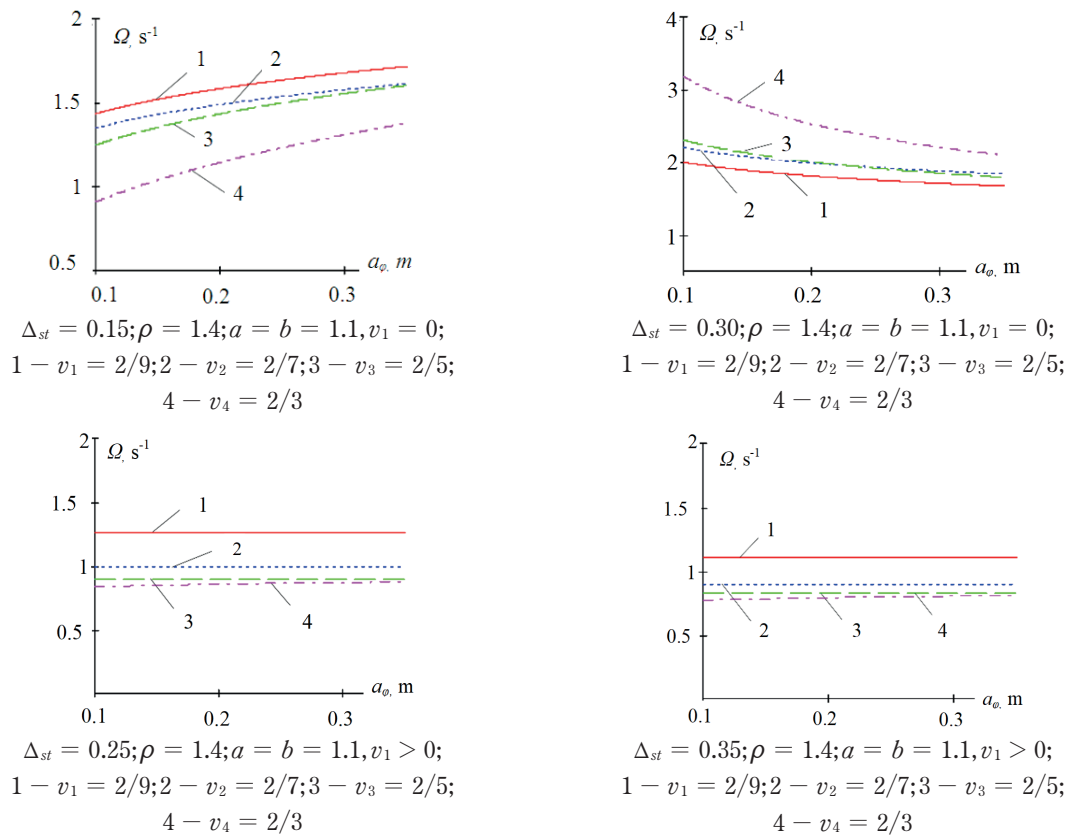 2
Ω, s⁻¹
1
2
1.5
3
1
4
0.5
a_φ, m
0.1
0.2
0.3
Δ_st = 0.15;ρ = 1.4;a = b = 1.1,v₁ = 0;
1 − v₁ = 2/9;2 − v₂ = 2/7;3 − v₃ = 2/5;
4 − v₄ = 2/3
4
Ω, s⁻¹
4
3
3
2
2
1
1
a_φ, m
0.1
0.2
0.3
Δ_st = 0.30;ρ = 1.4;a = b = 1.1,v₁ = 0;
1 − v₁ = 2/9;2 − v₂ = 2/7;3 − v₃ = 2/5;
4 − v₄ = 2/3
2
Ω, s⁻¹
1.5
1
2
1
3
4
0.5
a_φ, m
0.1
0.2
0.3
Δ_st = 0.25;ρ = 1.4;a = b = 1.1,v₁ > 0;
1 − v₁ = 2/9;2 − v₂ = 2/7;3 − v₃ = 2/5;
4 − v₄ = 2/3
2
Ω, s⁻¹
1.5
1
1
0.5
2
3
4
a_φ, m
0.1
0.2
0.3
Δ_st = 0.35;ρ = 1.4;a = b = 1.1,v₁ > 0;
1 − v₁ = 2/9;2 − v₂ = 2/7;3 − v₃ = 2/5;
4 − v₄ = 2/3